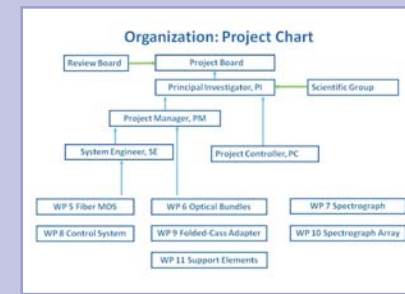 Organization: Project Chart
Review Board
Project Board
Principal Investigator, PI
Scientific Group
Project Manager, PM
System Engineer, SE
Project Controller, PC
WP 5 Fiber MOS
WP 6 Optical Bundles
WP 7 Spectrograph
WP 8 Control System
WP 9 Folded-Cass Adapter
WP 10 Spectrograph Array
WP 11 Support Elements